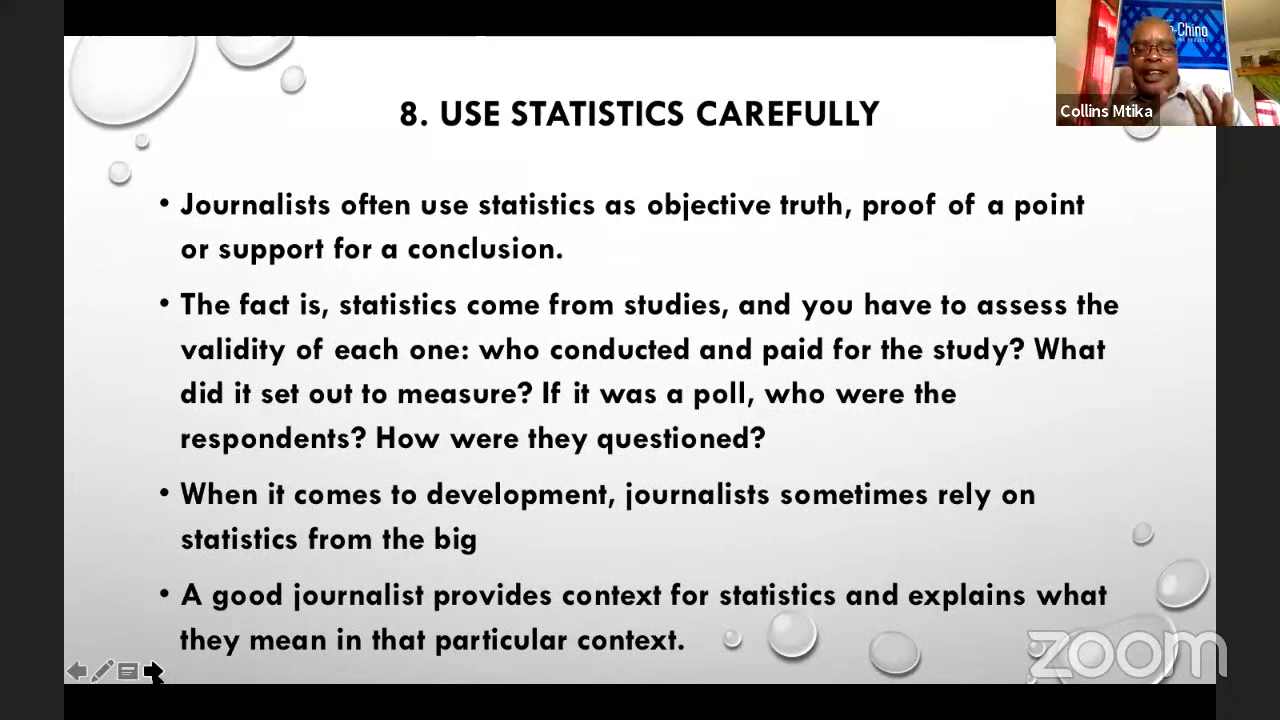 -China
Collins Mtika
8. USE STATISTICS CAREFULLY
• Journalists often use statistics as objective truth, proof of a point
or support for a conclusion.
• The fact is, statistics come from studies, and you have to assess the
validity of each one: who conducted and paid for the study? What
did it set out to measure? If it was a poll, who were the
respondents? How were they questioned?
• When it comes to development, journalists sometimes rely on
statistics from the big
• A good journalist provides context for statistics and explains what
they mean in that particular context.
zoom